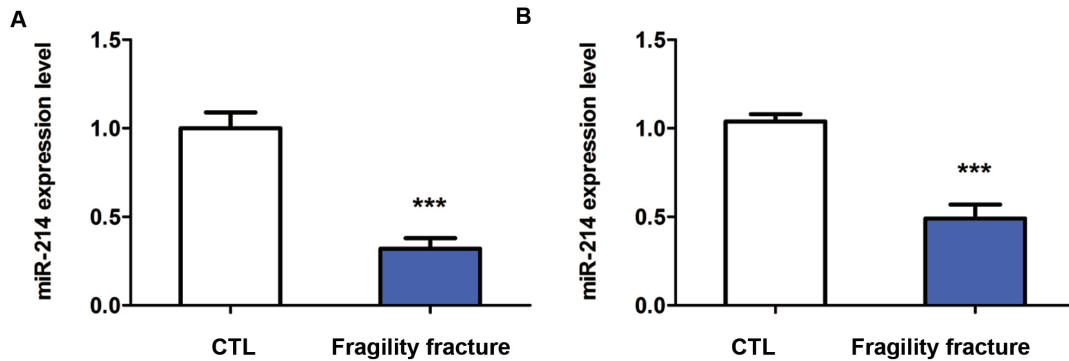 A
miR-214 expression level
1.5
1.0
0.5
0.0
***
CTL
Fragility fracture
B
miR-214 expression level
1.5
1.0
0.5
0.0
***
CTL
Fragility fracture